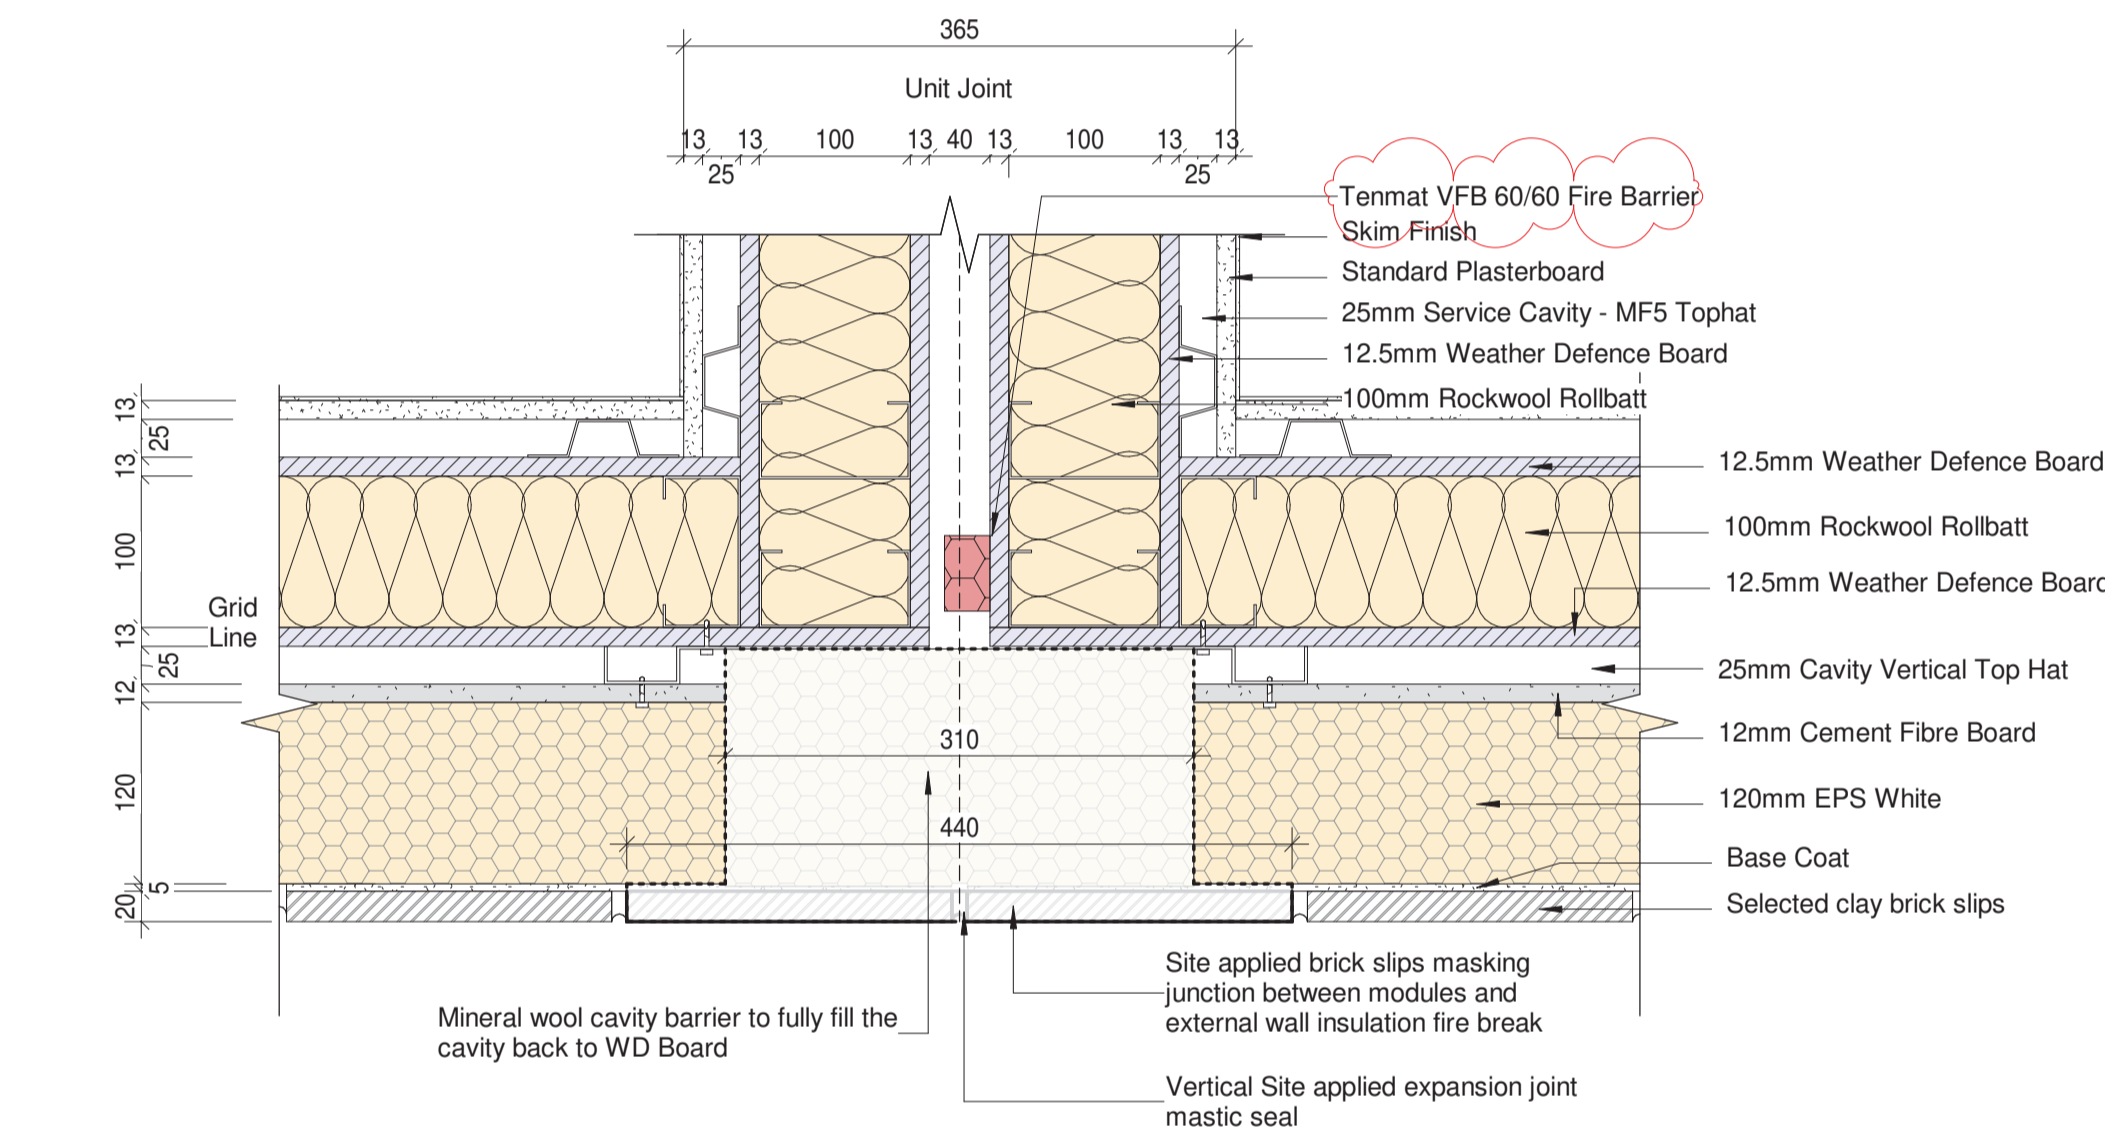 365
Unit Joint
13 13 100 13 40 13 100 13 13
25 25
Tenmat VFB 60/60 Fire Barrier
Skim Finish
Standard Plasterboard
25mm Service Cavity - MF5 Tophat
12.5mm Weather Defence Board
100mm Rockwool Rollbatt
13
25
13
100
13
25
12
120
5
20
Grid
Line
12.5mm Weather Defence Board
100mm Rockwool Rollbatt
12.5mm Weather Defence Board
25mm Cavity Vertical Top Hat
12mm Cement Fibre Board
120mm EPS White
Base Coat
Selected clay brick slips
310
440
Mineral wool cavity barrier to fully fill the
cavity back to WD Board
Site applied brick slips masking
junction between modules and
external wall insulation fire break
Vertical Site applied expansion joint
mastic seal